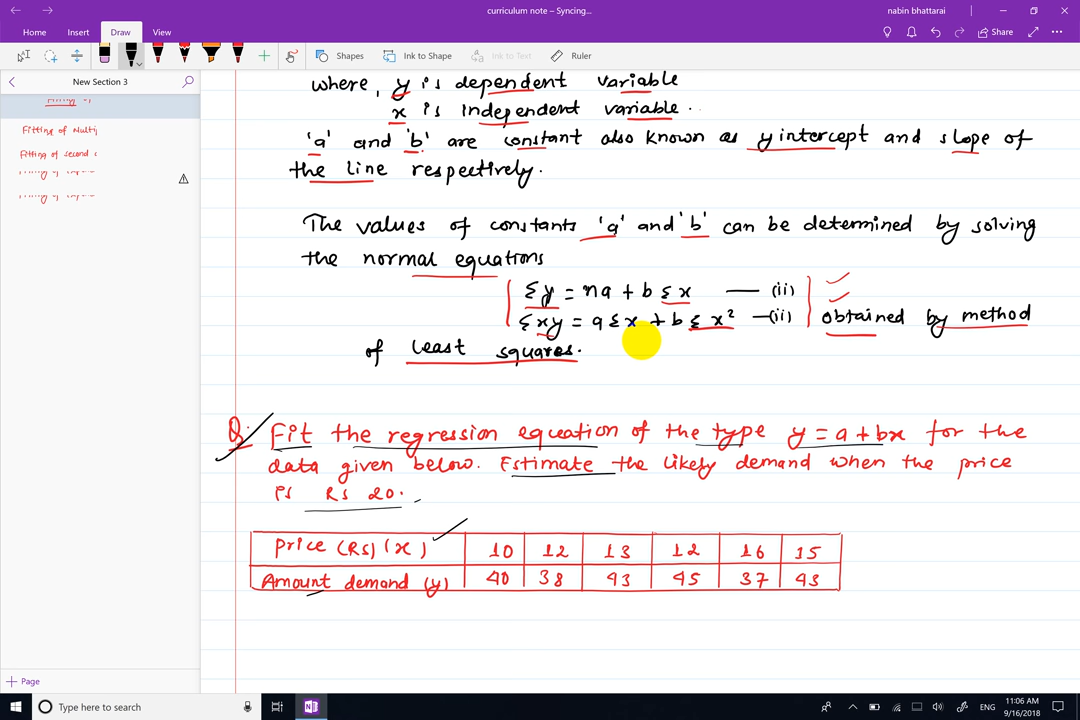 curriculum note – Syncing...
nabin bhattarai
Home
Insert
Draw
View
Share
Shapes
Ink to Shape
Ink to Text
Ruler
New Section 3
Fitting of Multip
Fitting of second o
where, y is dependent variable
x is independent variable.
'a' and 'b' are constant also known as y intercept and slope of
the line respectively.
The values of constants 'a' and 'b' can be determined by solving
the normal equations
Σy = na + b Σx — (ii)
Σxy = aΣx + b Σx² —(ii) obtained by method
of least squares.
Q. Fit the regression equation of the type y = a + bx for the
data given below. Estimate the likely demand when the price
is Rs 20.
Price (Rs) (x) 10 12 13 12 16 15
Amount demand (y) 40 38 43 45 37 43
Page
Type here to search
ENG
11:06 AM
9/16/2018